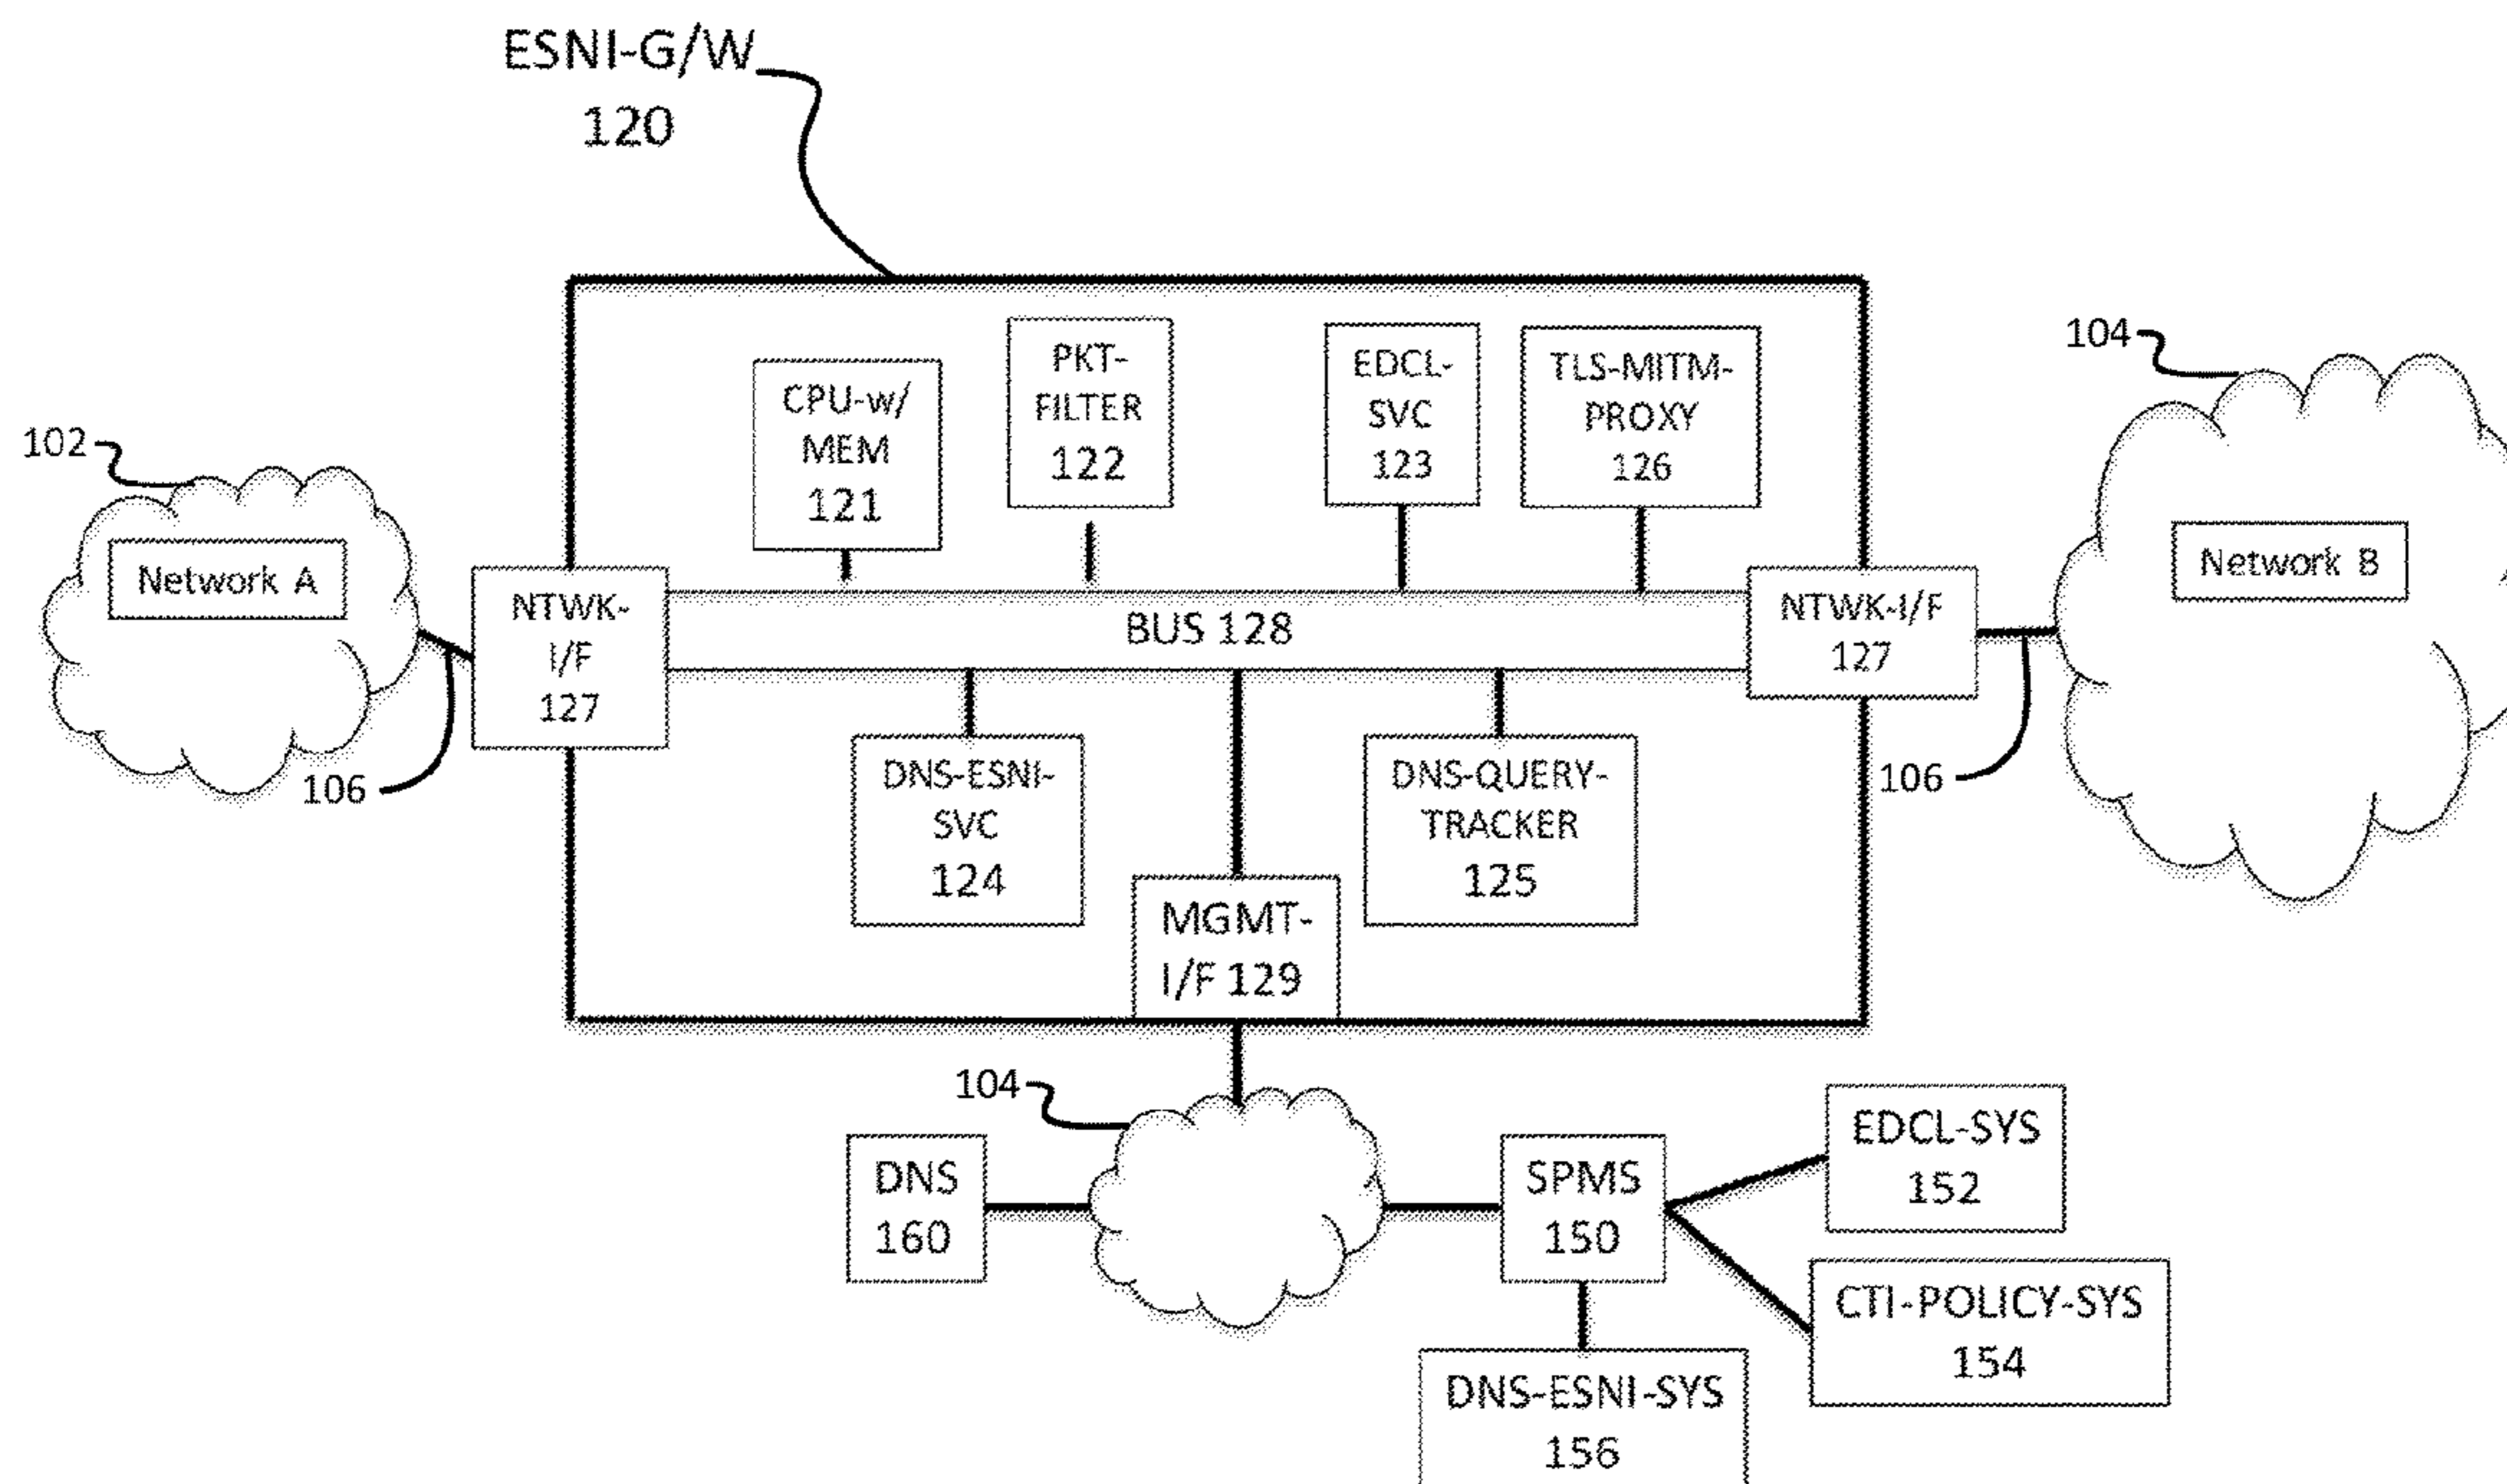 ESNI-G/W
120
104
102
Network A
CPU-w/
MEM
121
PKT-
FILTER
122
EDCL-
SVC
123
TLS-MITM-
PROXY
126
Network B
NTWK-
I/F
127
BUS 128
NTWK-I/F
127
106
106
DNS-ESNI-
SVC
124
DNS-QUERY-
TRACKER
125
MGMT-
I/F 129
104
DNS
160
SPMS
150
EDCL-SYS
152
CTI-POLICY-SYS
154
DNS-ESNI-SYS
156